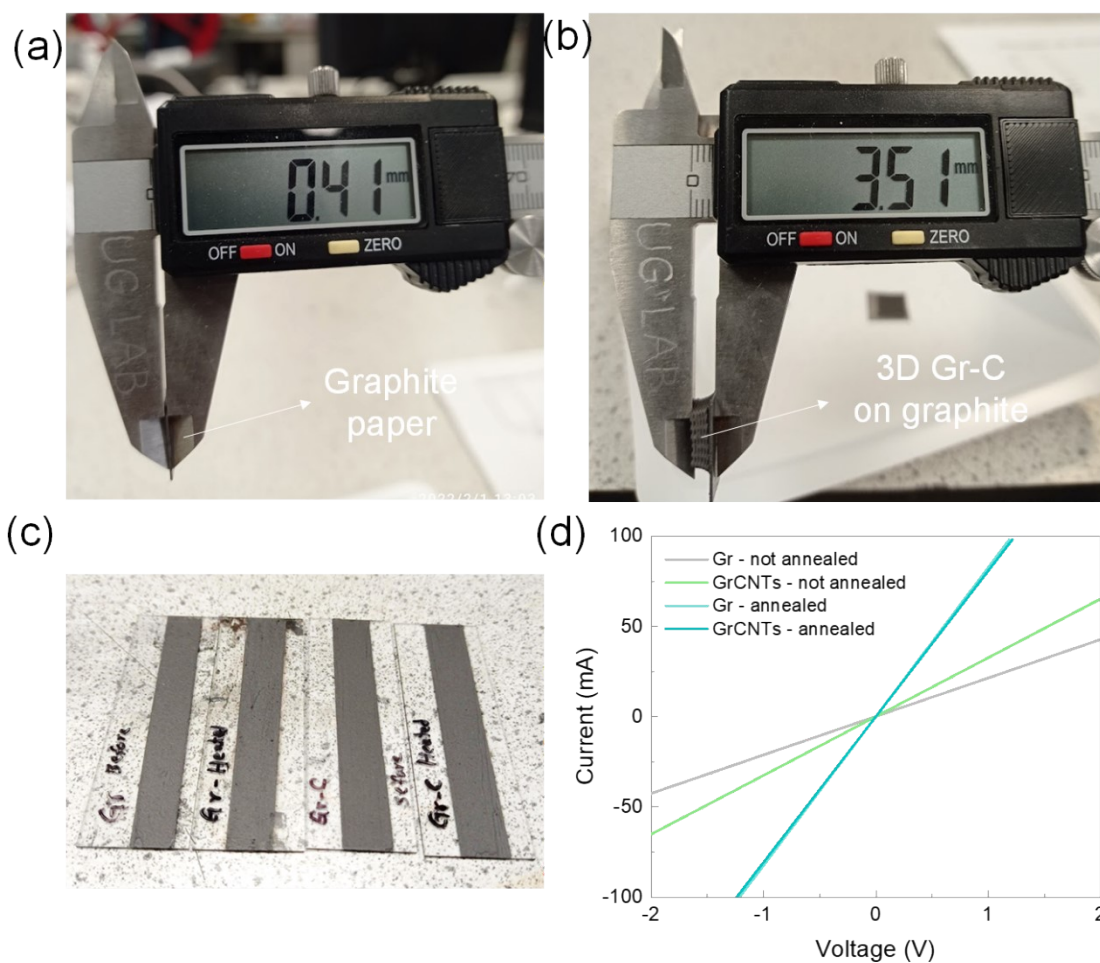 (a)
0.41 mm
OFF ON ZERO
UG LAB
Graphite
paper
(b)
3.51 mm
OFF ON ZERO
UG LAB
3D Gr-C
on graphite
(c)
Gr Before
Gr-Heated
Gr-C
Before
Gr-C Heated
(d)
100
50
0
-50
-100
Current (mA)
Gr - not annealed
GrCNTs - not annealed
Gr - annealed
GrCNTs - annealed
-2 -1 0 1 2
Voltage (V)